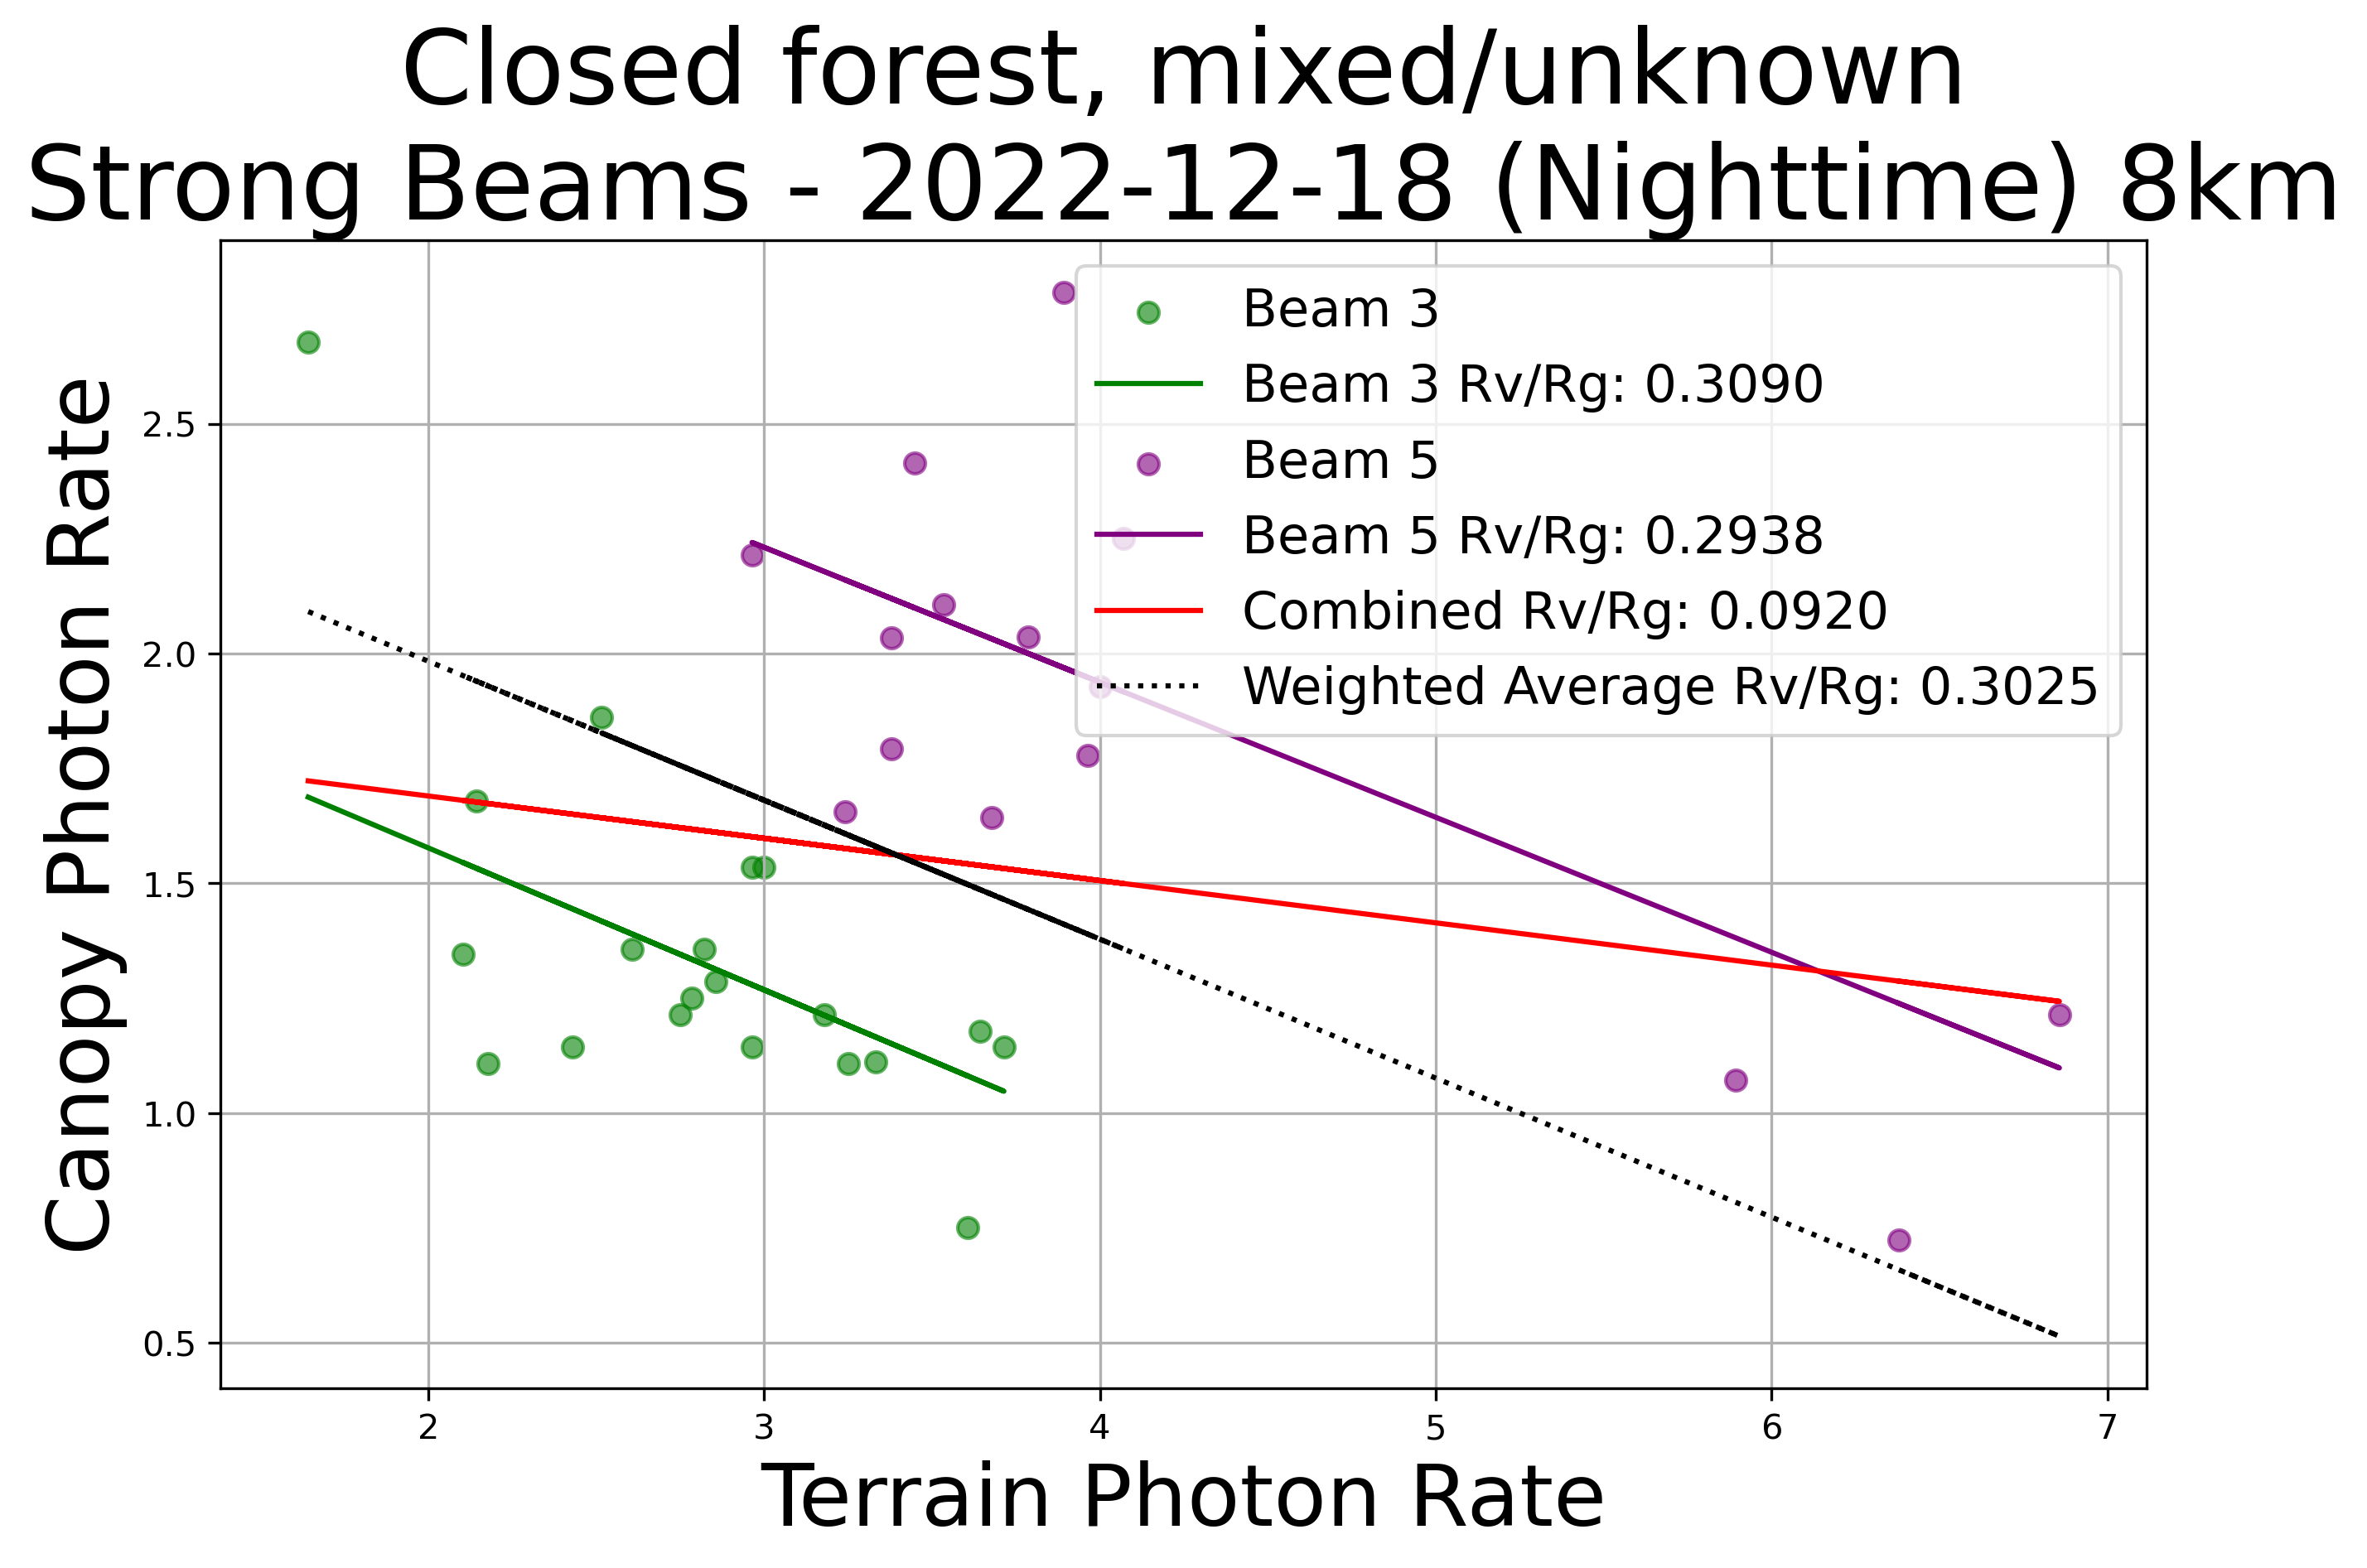 Closed forest, mixed/unknown
Strong Beams - 2022-12-18 (Nighttime) 8km
Canopy Photon Rate
2.5
2.0
1.5
1.0
0.5
Beam 3
Beam 3 Rv/Rg: 0.3090
Beam 5
Beam 5 Rv/Rg: 0.2938
Combined Rv/Rg: 0.0920
Weighted Average Rv/Rg: 0.3025
2 3 4 5 6 7
Terrain Photon Rate